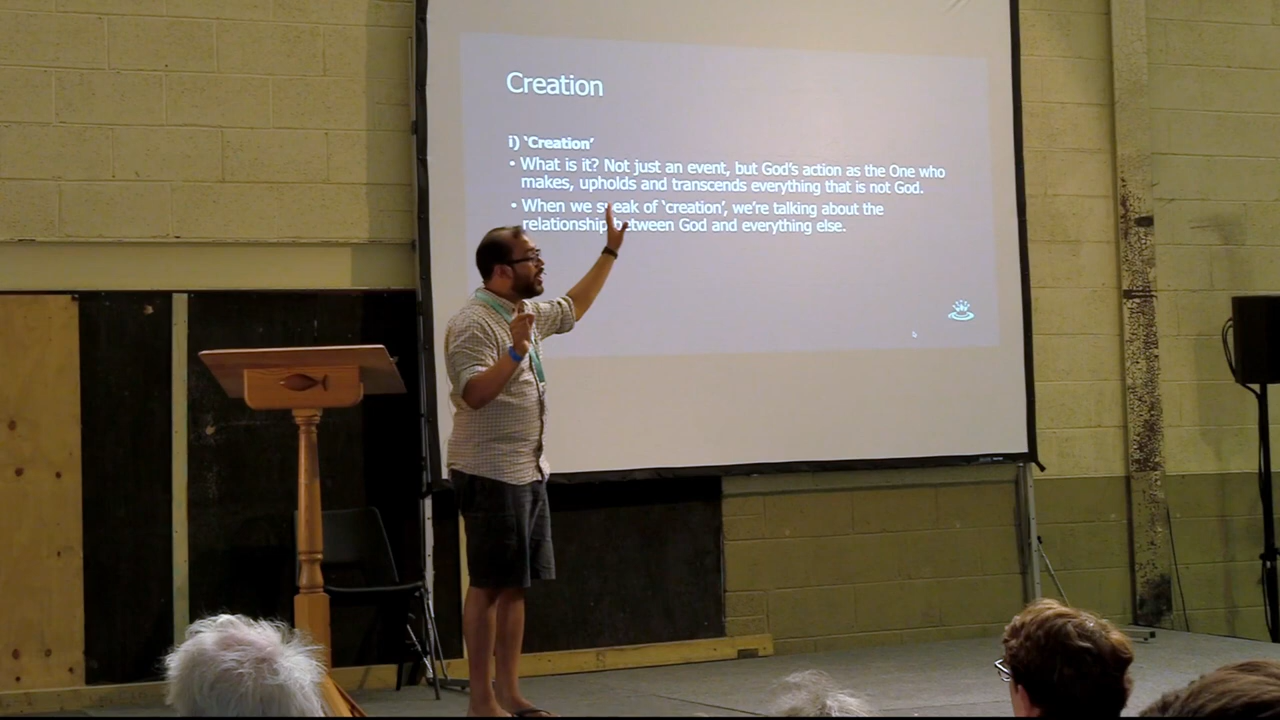 Creation
i) ‘Creation’
• What is it? Not just an event, but God’s action as the One who
makes, upholds and transcends everything that is not God.
• When we speak of ‘creation’, we’re talking about the
relationship between God and everything else.